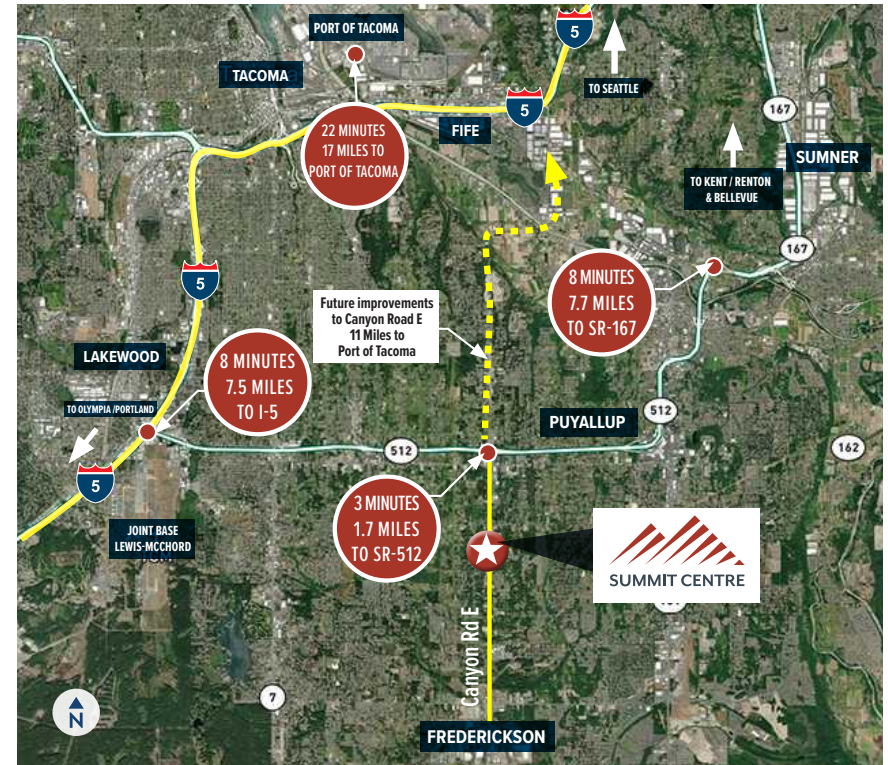 PORT OF TACOMA
5
TACOMA
TO SEATTLE
5
167
22 MINUTES
17 MILES TO
PORT OF TACOMA
FIFE
SUMNER
TO KENT / RENTON
& BELLEVUE
167
5
8 MINUTES
7.7 MILES
TO SR-167
Future improvements
to Canyon Road E
11 Miles to
Port of Tacoma
LAKEWOOD
8 MINUTES
7.5 MILES
TO I-5
TO OLYMPIA /PORTLAND
512
PUYALLUP
512
162
5
3 MINUTES
1.7 MILES
TO SR-512
JOINT BASE
LEWIS-MCCHORD
SUMMIT CENTRE
Canyon Rd E
7
N
FREDERICKSON